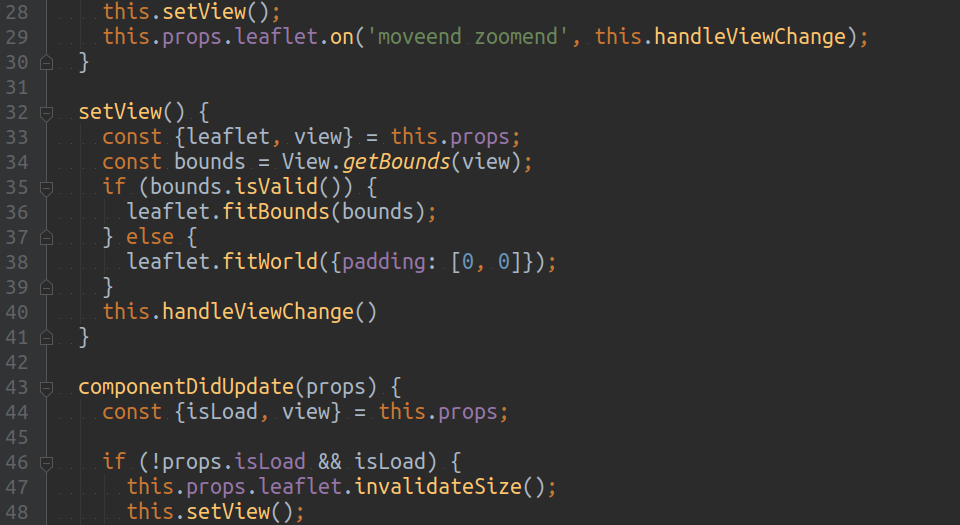 28 this.setView();
29 this.props.leaflet.on('moveend zoomend', this.handleViewChange);
30 }
31
32 setView() {
33 const {leaflet, view} = this.props;
34 const bounds = View.getBounds(view);
35 if (bounds.isValid()) {
36 leaflet.fitBounds(bounds);
37 } else {
38 leaflet.fitWorld({padding: [0, 0]});
39 }
40 this.handleViewChange()
41 }
42
43 componentDidUpdate(props) {
44 const {isLoad, view} = this.props;
45
46 if (!props.isLoad && isLoad) {
47 this.props.leaflet.invalidateSize();
48 this.setView();